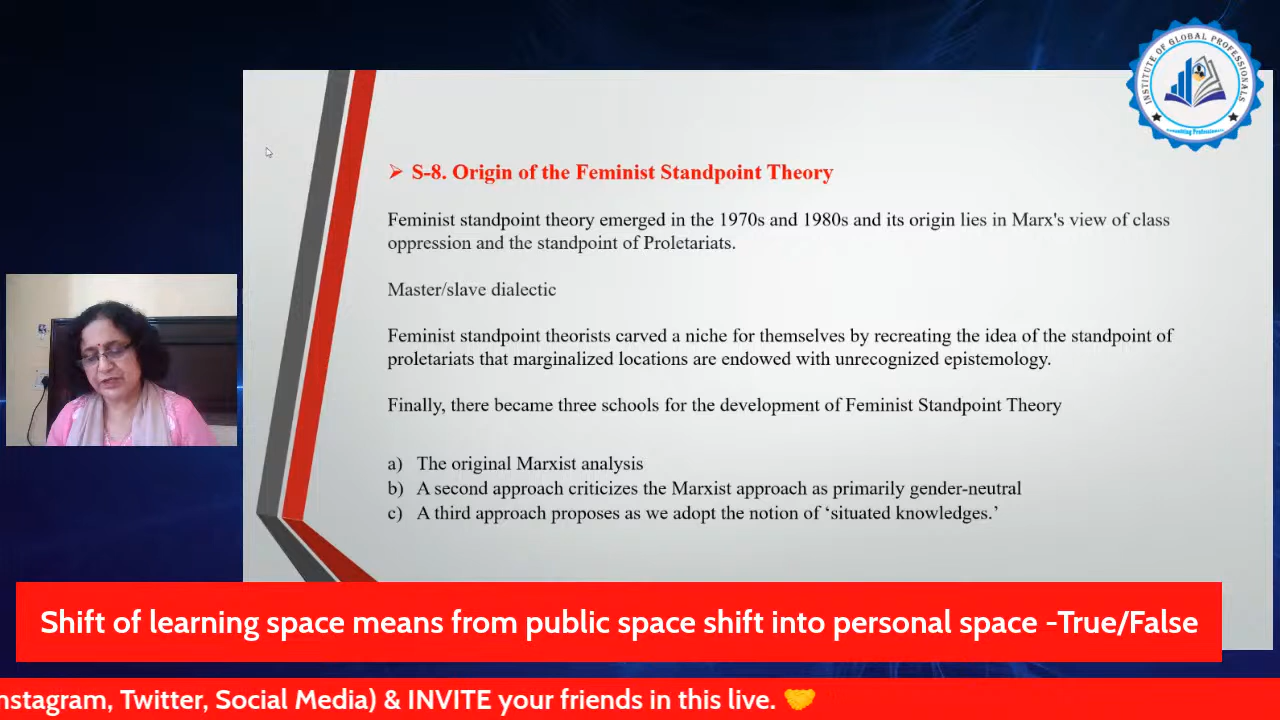 INSTITUTE OF GLOBAL PROFESSIONALS
S-8. Origin of the Feminist Standpoint Theory
Feminist standpoint theory emerged in the 1970s and 1980s and its origin lies in Marx's view of class
oppression and the standpoint of Proletariats.
Master/slave dialectic
Feminist standpoint theorists carved a niche for themselves by recreating the idea of the standpoint of
proletariats that marginalized locations are endowed with unrecognized epistemology.
Finally, there became three schools for the development of Feminist Standpoint Theory
a) The original Marxist analysis
b) A second approach criticizes the Marxist approach as primarily gender-neutral
c) A third approach proposes as we adopt the notion of ‘situated knowledges.’
Shift of learning space means from public space shift into personal space -True/False
nstagram, Twitter, Social Media) & INVITE your friends in this live. 🤝